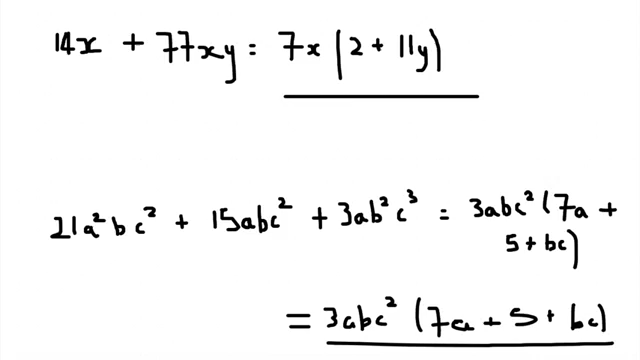 14x + 77xy = 7x (2 + 11y)
21a²bc² + 15abc² + 3ab²c³ = 3abc² (7a +
5 + bc)
= 3abc² (7a + 5 + bc)